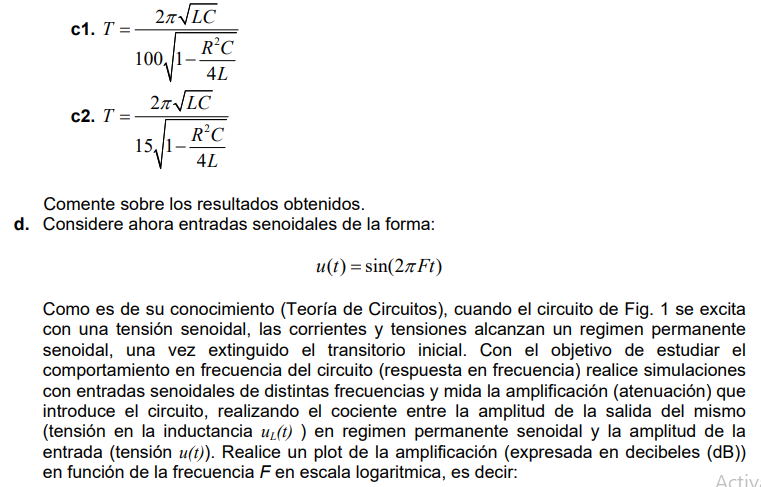 c1. T = 2π√LC / 100√1− R²C / 4L
c2. T = 2π√LC / 15√1− R²C / 4L
Comente sobre los resultados obtenidos.
d. Considere ahora entradas senoidales de la forma:
u(t) = sin(2πFt)
Como es de su conocimiento (Teoría de Circuitos), cuando el circuito de Fig. 1 se excita
con una tensión senoidal, las corrientes y tensiones alcanzan un regimen permanente
senoidal, una vez extinguido el transitorio inicial. Con el objetivo de estudiar el
comportamiento en frecuencia del circuito (respuesta en frecuencia) realice simulaciones
con entradas senoidales de distintas frecuencias y mida la amplificación (atenuación) que
introduce el circuito, realizando el cociente entre la amplitud de la salida del mismo
(tensión en la inductancia u_L(t) ) en regimen permanente senoidal y la amplitud de la
entrada (tensión u(t)). Realice un plot de la amplificación (expresada en decibeles (dB))
en función de la frecuencia F en escala logaritmica, es decir:
Activ